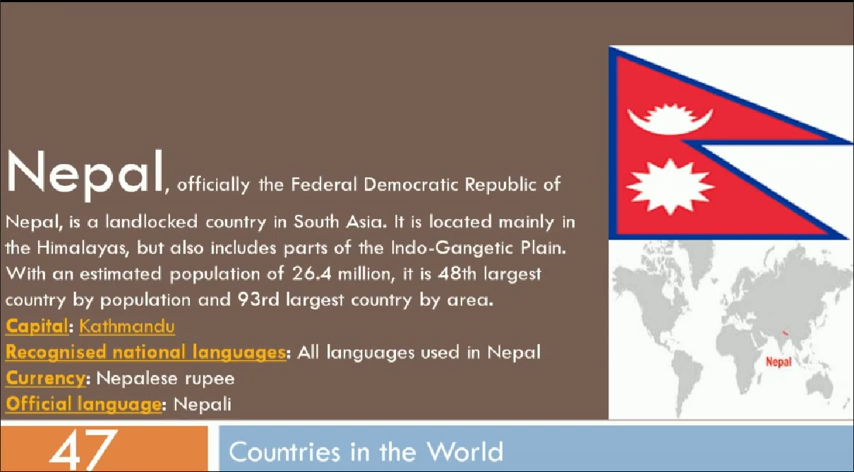 Nepal, officially the Federal Democratic Republic of
Nepal, is a landlocked country in South Asia. It is located mainly in
the Himalayas, but also includes parts of the Indo-Gangetic Plain.
With an estimated population of 26.4 million, it is 48th largest
country by population and 93rd largest country by area.
Capital: Kathmandu
Recognised national languages: All languages used in Nepal
Currency: Nepalese rupee
Official language: Nepali
Nepal
47
Countries in the World